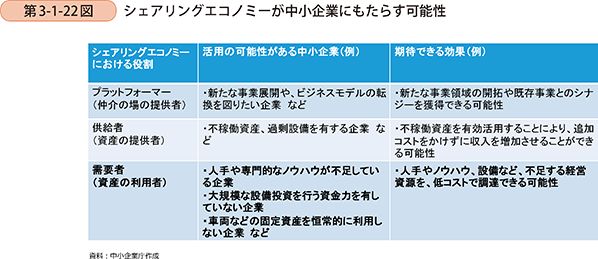 第3-1-22図
シェアリングエコノミーが中小企業にもたらす可能性
シェアリングエコノミー
における役割
活用の可能性がある中小企業（例）
期待できる効果（例）
プラットフォーマー
（仲介の場の提供者）
・新たな事業展開や、ビジネスモデルの転
換を図りたい企業 など
・新たな事業領域の開拓や既存事業とのシナ
ジーを獲得できる可能性
供給者
（資産の提供者）
・不稼働資産、過剰設備を有する企業 な
ど
・不稼働資産を有効活用することにより、追加
コストをかけずに収入を増加させることができ
る可能性
需要者
（資産の利用者）
・人手や専門的なノウハウが不足してい
る企業
・大規模な設備投資を行う資金力を有し
ていない企業
・車両などの固定資産を恒常的に利用し
ない企業 など
・人手やノウハウ、設備など、不足する経営
資源を、低コストで調達できる可能性
資料：中小企業庁作成